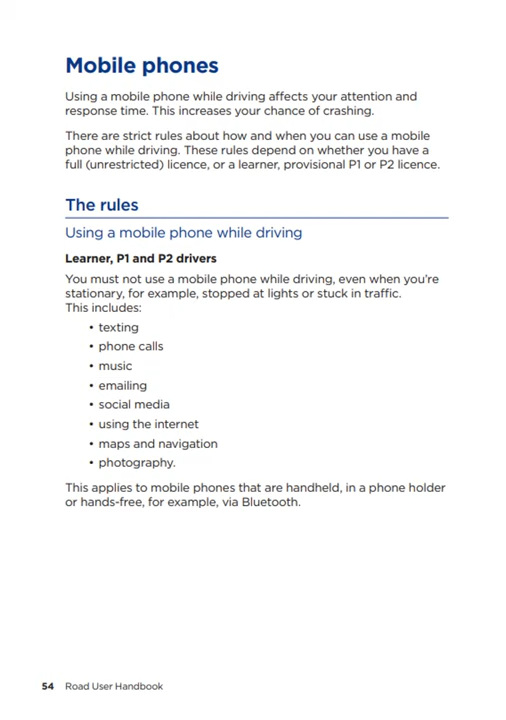 Mobile phones
Using a mobile phone while driving affects your attention and
response time. This increases your chance of crashing.
There are strict rules about how and when you can use a mobile
phone while driving. These rules depend on whether you have a
full (unrestricted) licence, or a learner, provisional P1 or P2 licence.
The rules
Using a mobile phone while driving
Learner, P1 and P2 drivers
You must not use a mobile phone while driving, even when you’re
stationary, for example, stopped at lights or stuck in traffic.
This includes:
• texting
• phone calls
• music
• emailing
• social media
• using the internet
• maps and navigation
• photography.
This applies to mobile phones that are handheld, in a phone holder
or hands-free, for example, via Bluetooth.
54 Road User Handbook